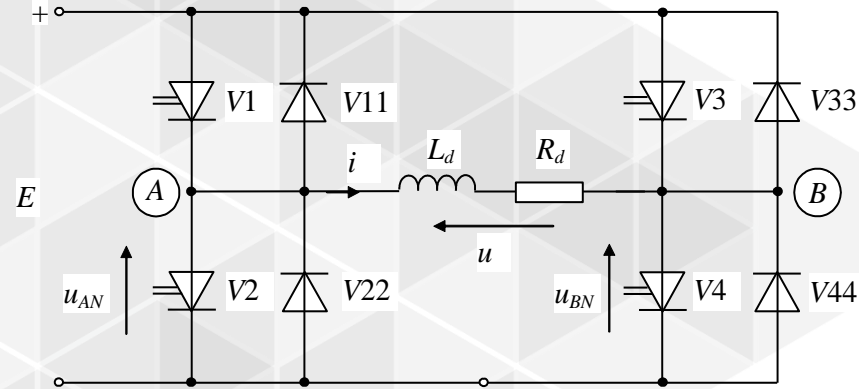 +
V1 V11 V3 V33
i L_d R_d
A B
E
u
u_AN V2 V22 u_BN V4 V44